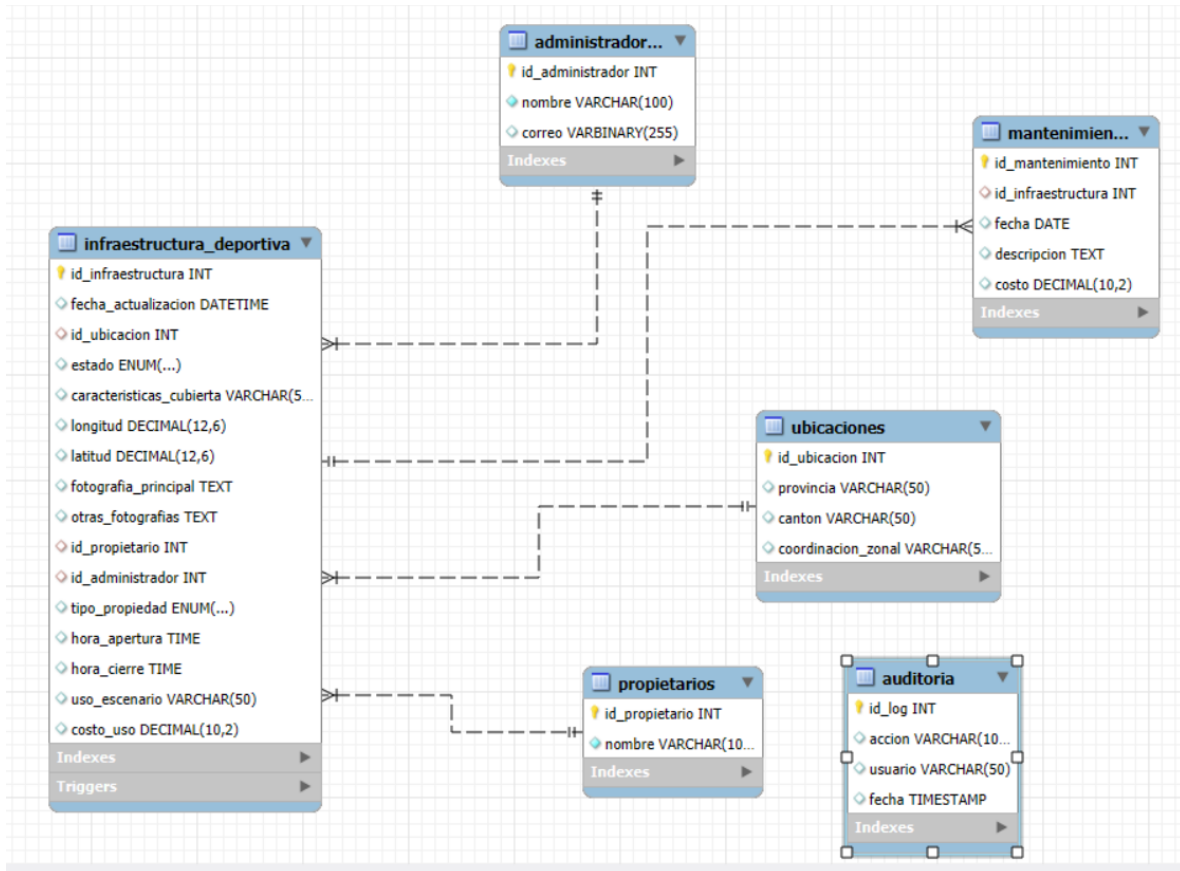 administrador...
id_administrador INT
nombre VARCHAR(100)
correo VARBINARY(255)
Indexes
mantenimien...
id_mantenimiento INT
id_infraestructura INT
fecha DATE
descripcion TEXT
costo DECIMAL(10,2)
Indexes
infraestructura_deportiva
id_infraestructura INT
fecha_actualizacion DATETIME
id_ubicacion INT
estado ENUM(...)
caracteristicas_cubierta VARCHAR(5...
longitud DECIMAL(12,6)
latitud DECIMAL(12,6)
fotografia_principal TEXT
otras_fotografias TEXT
id_propietario INT
id_administrador INT
tipo_propiedad ENUM(...)
hora_apertura TIME
hora_cierre TIME
uso_escenario VARCHAR(50)
costo_uso DECIMAL(10,2)
Indexes
Triggers
ubicaciones
id_ubicacion INT
provincia VARCHAR(50)
canton VARCHAR(50)
coordinacion_zonal VARCHAR(5...
Indexes
propietarios
id_propietario INT
nombre VARCHAR(10...
Indexes
auditoria
id_log INT
accion VARCHAR(10...
usuario VARCHAR(50)
fecha TIMESTAMP
Indexes